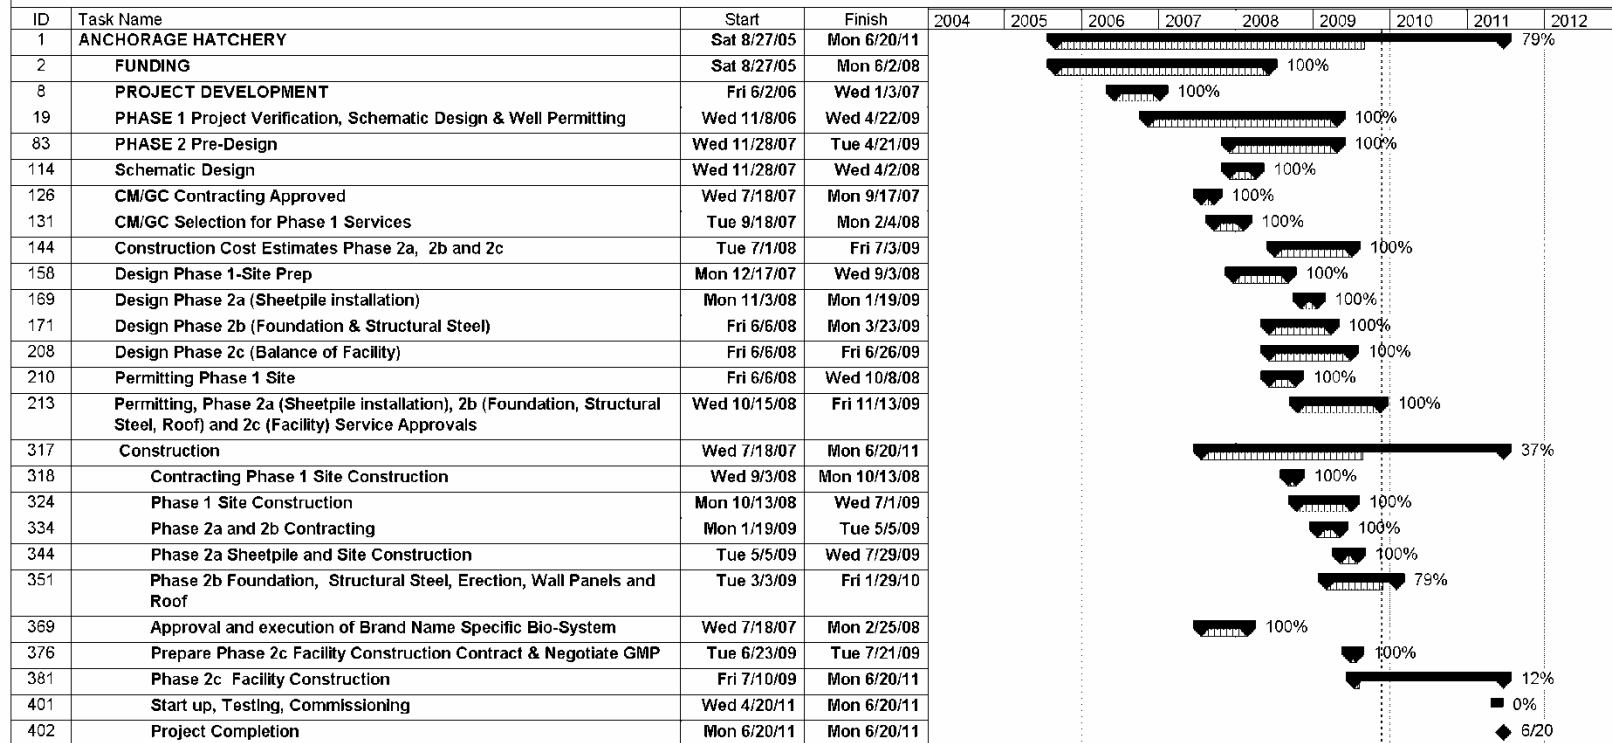 ID Task Name Start Finish 2004 2005 2006 2007 2008 2009 2010 2011 2012
1 ANCHORAGE HATCHERY Sat 8/27/05 Mon 6/20/11 79%
2 FUNDING Sat 8/27/05 Mon 6/2/08 100%
8 PROJECT DEVELOPMENT Fri 6/2/06 Wed 1/3/07 100%
19 PHASE 1 Project Verification, Schematic Design & Well Permitting Wed 11/8/06 Wed 4/22/09 100%
83 PHASE 2 Pre-Design Wed 11/28/07 Tue 4/21/09 100%
114 Schematic Design Wed 11/28/07 Wed 4/2/08 100%
126 CM/GC Contracting Approved Wed 7/18/07 Mon 9/17/07 100%
131 CM/GC Selection for Phase 1 Services Tue 9/18/07 Mon 2/4/08 100%
144 Construction Cost Estimates Phase 2a, 2b and 2c Tue 7/1/08 Fri 7/3/09 100%
158 Design Phase 1-Site Prep Mon 12/17/07 Wed 9/3/08 100%
169 Design Phase 2a (Sheetpile installation) Mon 11/3/08 Mon 1/19/09 100%
171 Design Phase 2b (Foundation & Structural Steel) Fri 6/6/08 Mon 3/23/09 100%
208 Design Phase 2c (Balance of Facility) Fri 6/6/08 Fri 6/26/09 100%
210 Permitting Phase 1 Site Fri 6/6/08 Wed 10/8/08 100%
213 Permitting, Phase 2a (Sheetpile installation), 2b (Foundation, Structural Wed 10/15/08 Fri 11/13/09 100%
Steel, Roof) and 2c (Facility) Service Approvals
317 Construction Wed 7/18/07 Mon 6/20/11 37%
318 Contracting Phase 1 Site Construction Wed 9/3/08 Mon 10/13/08 100%
324 Phase 1 Site Construction Mon 10/13/08 Wed 7/1/09 100%
334 Phase 2a and 2b Contracting Mon 1/19/09 Tue 5/5/09 100%
344 Phase 2a Sheetpile and Site Construction Tue 5/5/09 Wed 7/29/09 100%
351 Phase 2b Foundation, Structural Steel, Erection, Wall Panels and Tue 3/3/09 Fri 1/29/10 79%
Roof
369 Approval and execution of Brand Name Specific Bio-System Wed 7/18/07 Mon 2/25/08 100%
376 Prepare Phase 2c Facility Construction Contract & Negotiate GMP Tue 6/23/09 Tue 7/21/09 100%
381 Phase 2c Facility Construction Fri 7/10/09 Mon 6/20/11 12%
401 Start up, Testing, Commissioning Wed 4/20/11 Mon 6/20/11 0%
402 Project Completion Mon 6/20/11 Mon 6/20/11 6/20